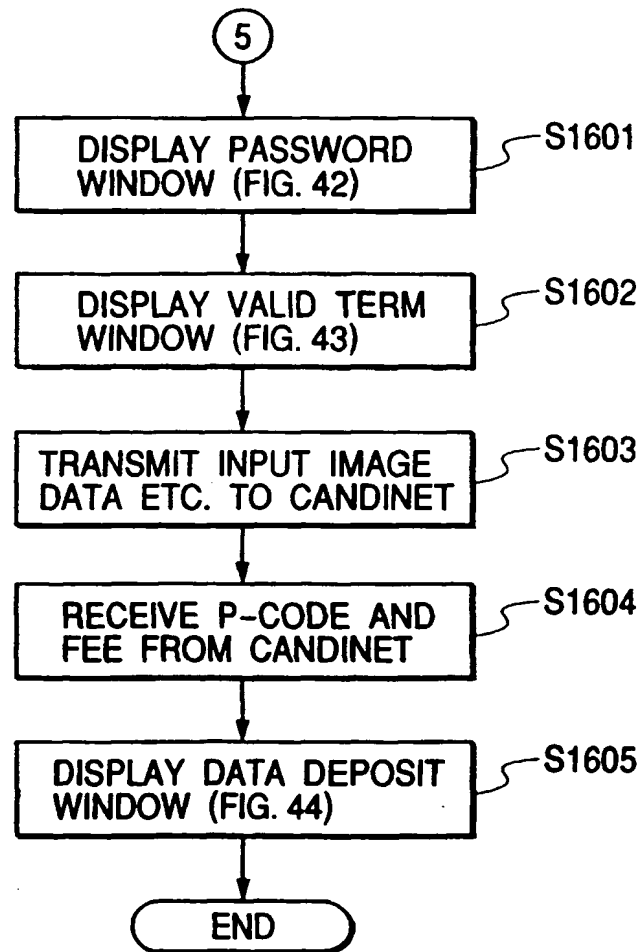 5
DISPLAY PASSWORD
WINDOW (FIG. 42)
S1601
DISPLAY VALID TERM
WINDOW (FIG. 43)
S1602
TRANSMIT INPUT IMAGE
DATA ETC. TO CANDINET
S1603
RECEIVE P-CODE AND
FEE FROM CANDINET
S1604
DISPLAY DATA DEPOSIT
WINDOW (FIG. 44)
S1605
END